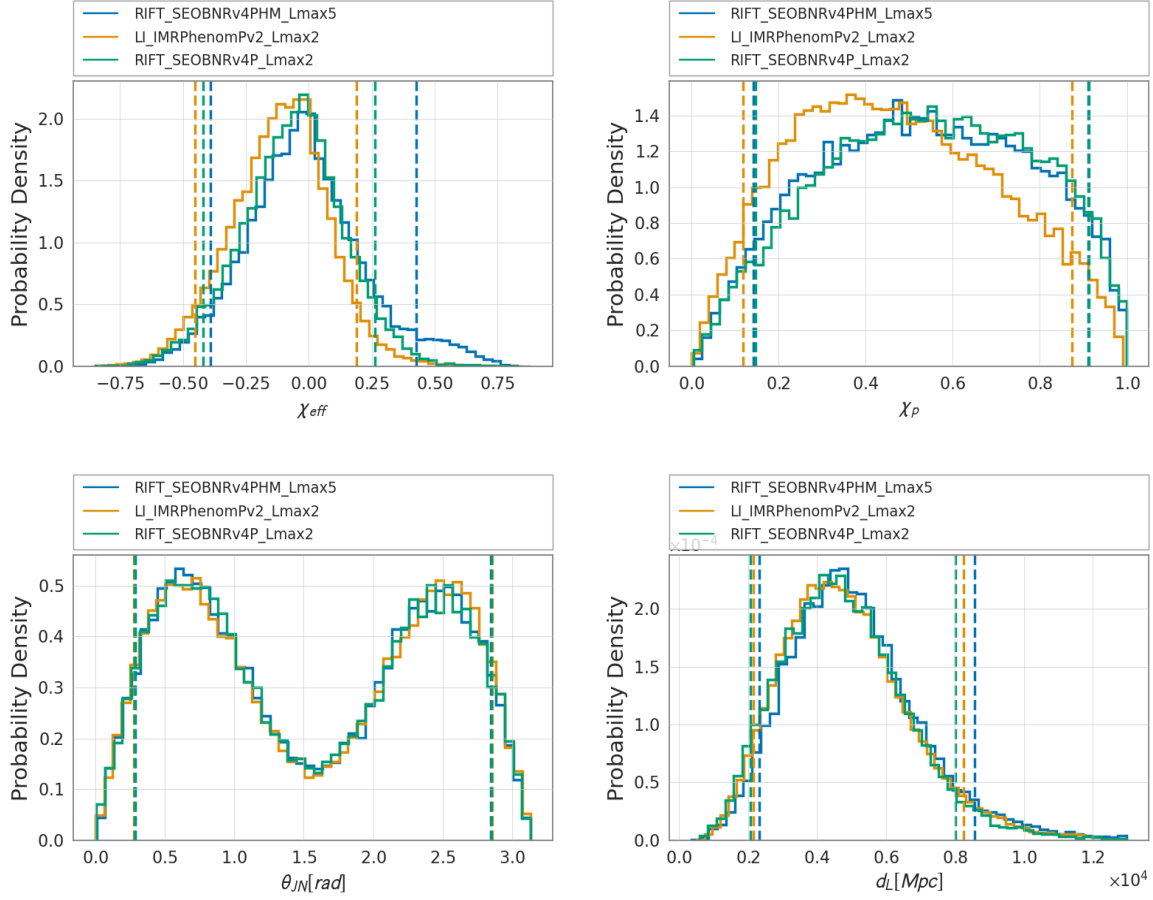 RIFT_SEOBNRv4PHM_Lmax5
LI_IMRPhenomPv2_Lmax2
RIFT_SEOBNRv4P_Lmax2
Probability Density
2.0
1.5
1.0
0.5
0.0
−0.75 −0.50 −0.25 0.00 0.25 0.50 0.75
χeff
RIFT_SEOBNRv4PHM_Lmax5
LI_IMRPhenomPv2_Lmax2
RIFT_SEOBNRv4P_Lmax2
Probability Density
1.4
1.2
1.0
0.8
0.6
0.4
0.2
0.0
0.0 0.2 0.4 0.6 0.8 1.0
χp
RIFT_SEOBNRv4PHM_Lmax5
LI_IMRPhenomPv2_Lmax2
RIFT_SEOBNRv4P_Lmax2
Probability Density
0.5
0.4
0.3
0.2
0.1
0.0
0.0 0.5 1.0 1.5 2.0 2.5 3.0
θJN[rad]
RIFT_SEOBNRv4PHM_Lmax5
LI_IMRPhenomPv2_Lmax2
RIFT_SEOBNRv4P_Lmax2
×10−4
Probability Density
2.0
1.5
1.0
0.5
0.0
0.0 0.2 0.4 0.6 0.8 1.0 1.2
×10⁴
dL[Mpc]